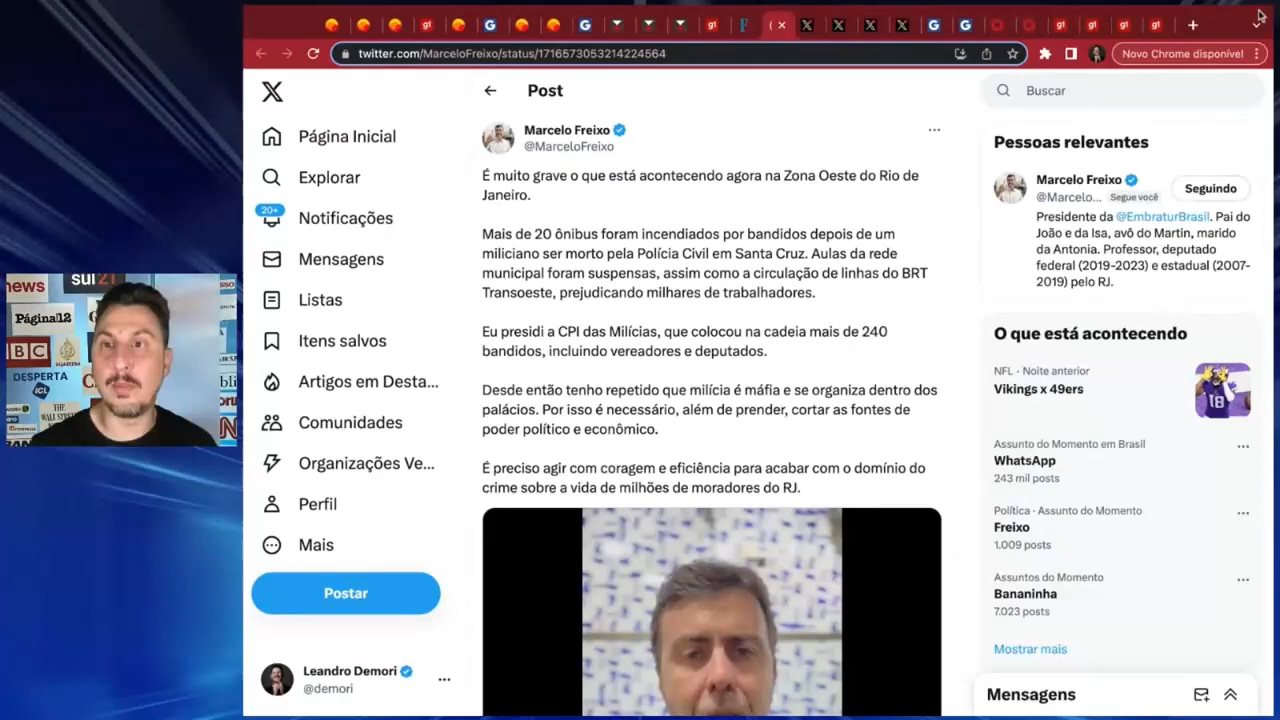 Novo Chrome disponível
twitter.com/MarceloFreixo/status/1716573053214224564
Página Inicial
Explorar
20+
Notificações
Mensagens
Listas
Itens salvos
Artigos em Desta...
Comunidades
Organizações Ve...
Perfil
Mais
Postar
Leandro Demori
@demori
Post
Marcelo Freixo
@MarceloFreixo
É muito grave o que está acontecendo agora na Zona Oeste do Rio de
Janeiro.
Mais de 20 ônibus foram incendiados por bandidos depois de um
miliciano ser morto pela Polícia Civil em Santa Cruz. Aulas da rede
municipal foram suspensas, assim como a circulação de linhas do BRT
Transoeste, prejudicando milhares de trabalhadores.
Eu presidi a CPI das Milícias, que colocou na cadeia mais de 240
bandidos, incluindo vereadores e deputados.
Desde então tenho repetido que milícia é máfia e se organiza dentro dos
palácios. Por isso é necessário, além de prender, cortar as fontes de
poder político e econômico.
É preciso agir com coragem e eficiência para acabar com o domínio do
crime sobre a vida de milhões de moradores do RJ.
Buscar
Pessoas relevantes
Marcelo Freixo
@Marcelo... Segue você
Seguindo
Presidente da @EmbraturBrasil. Pai do
João e da Isa, avô do Martin, marido
da Antonia. Professor, deputado
federal (2019-2023) e estadual (2007-
2019) pelo RJ.
O que está acontecendo
NFL · Noite anterior
Vikings x 49ers
Assunto do Momento em Brasil
WhatsApp
243 mil posts
Política · Assunto do Momento
Freixo
1.009 posts
Assuntos do Momento
Bananinha
7.023 posts
Mostrar mais
Mensagens
news
sul21
Página12
BBC
DESPERTA
ICL